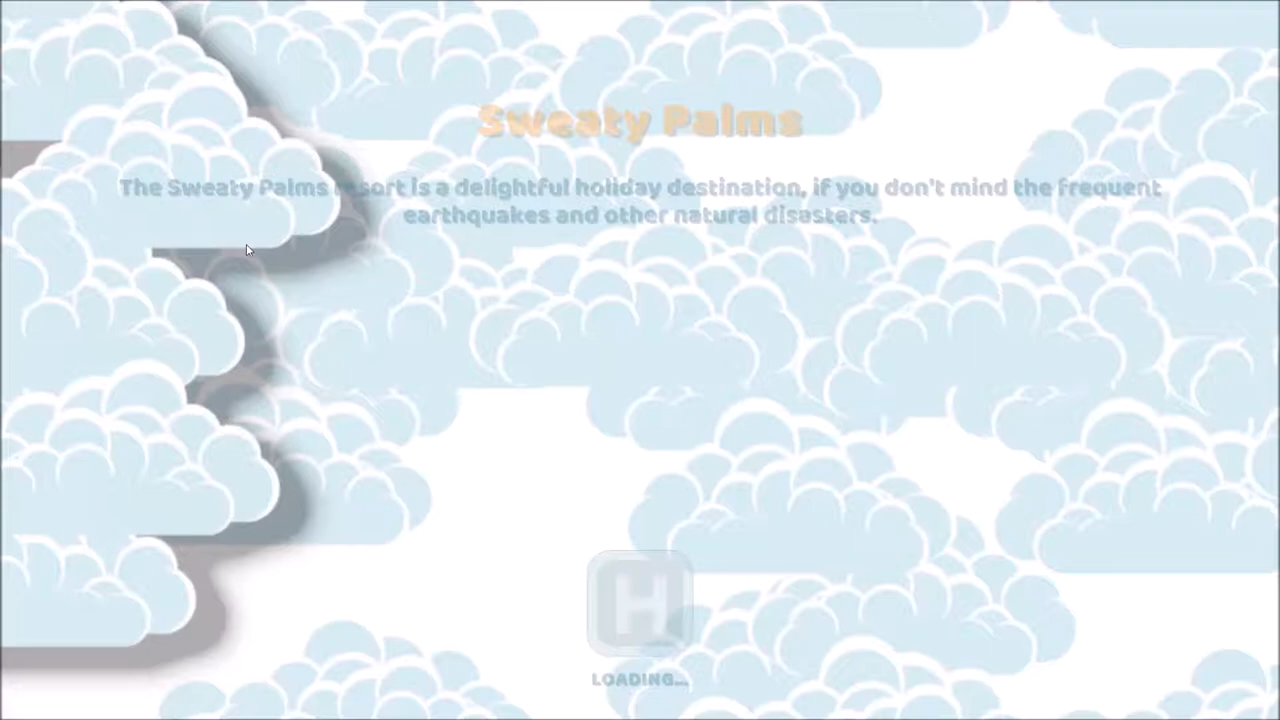 Sweaty Palms
The Sweaty Palms resort is a delightful holiday destination, if you don't mind the frequent
earthquakes and other natural disasters.
H
LOADING...